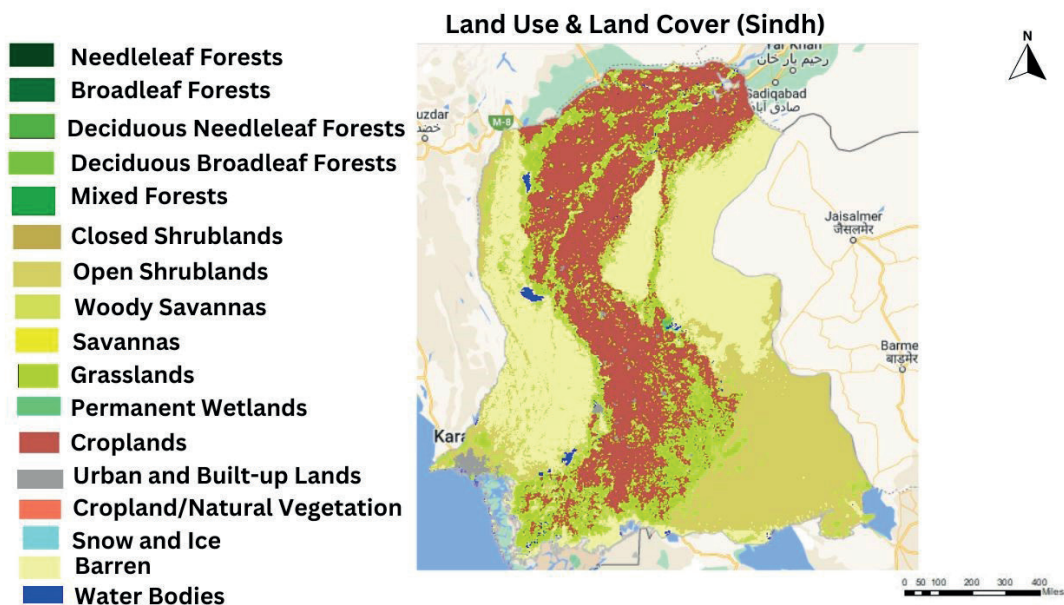 Land Use & Land Cover (Sindh)
Needleleaf Forests
Broadleaf Forests
Deciduous Needleleaf Forests
Deciduous Broadleaf Forests
Mixed Forests
Closed Shrublands
Open Shrublands
Woody Savannas
Savannas
Grasslands
Permanent Wetlands
Croplands
Urban and Built-up Lands
Cropland/Natural Vegetation
Snow and Ice
Barren
Water Bodies
N
Khan
رحیم یار خان
Sadiqabad
صادق آباد
M-8
Jaisalmer
जैसलमेर
Barme
बाड़मेर
Kara
0 50 100 200 300 400
Miles